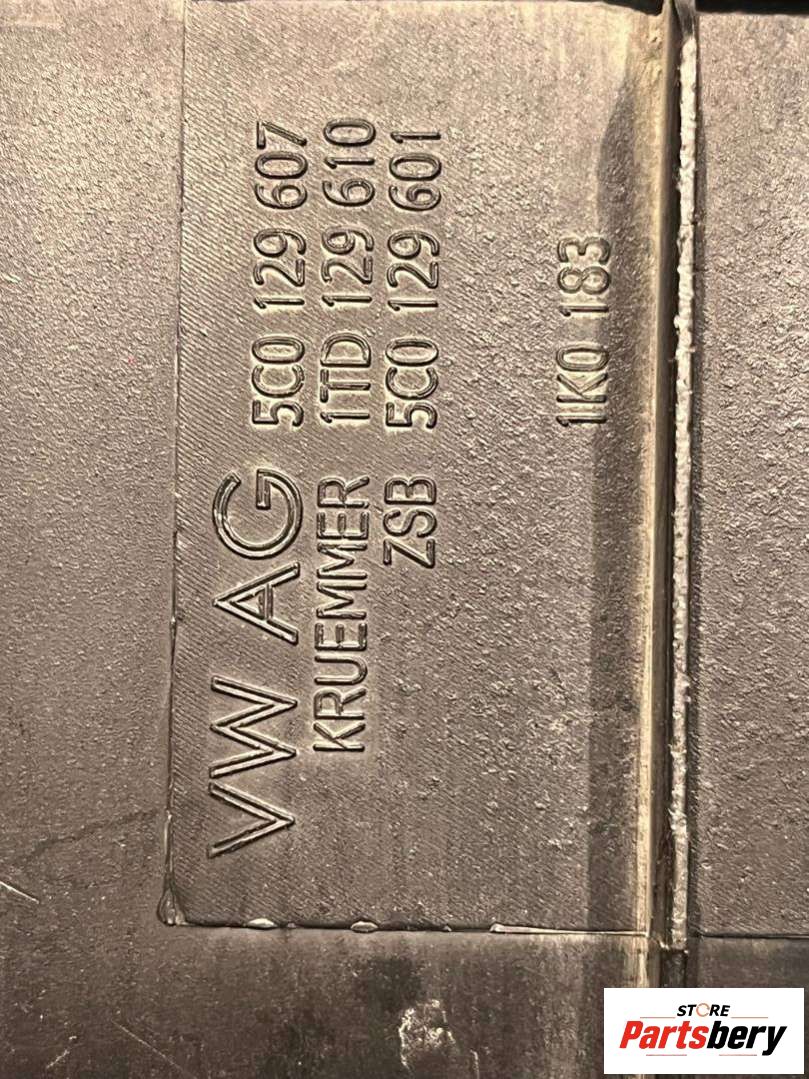 VW AG 5C0 129 607
KRUEMMER 1TD 129 610
ZSB 5C0 129 601
1K0 183
STORE
Partsbery